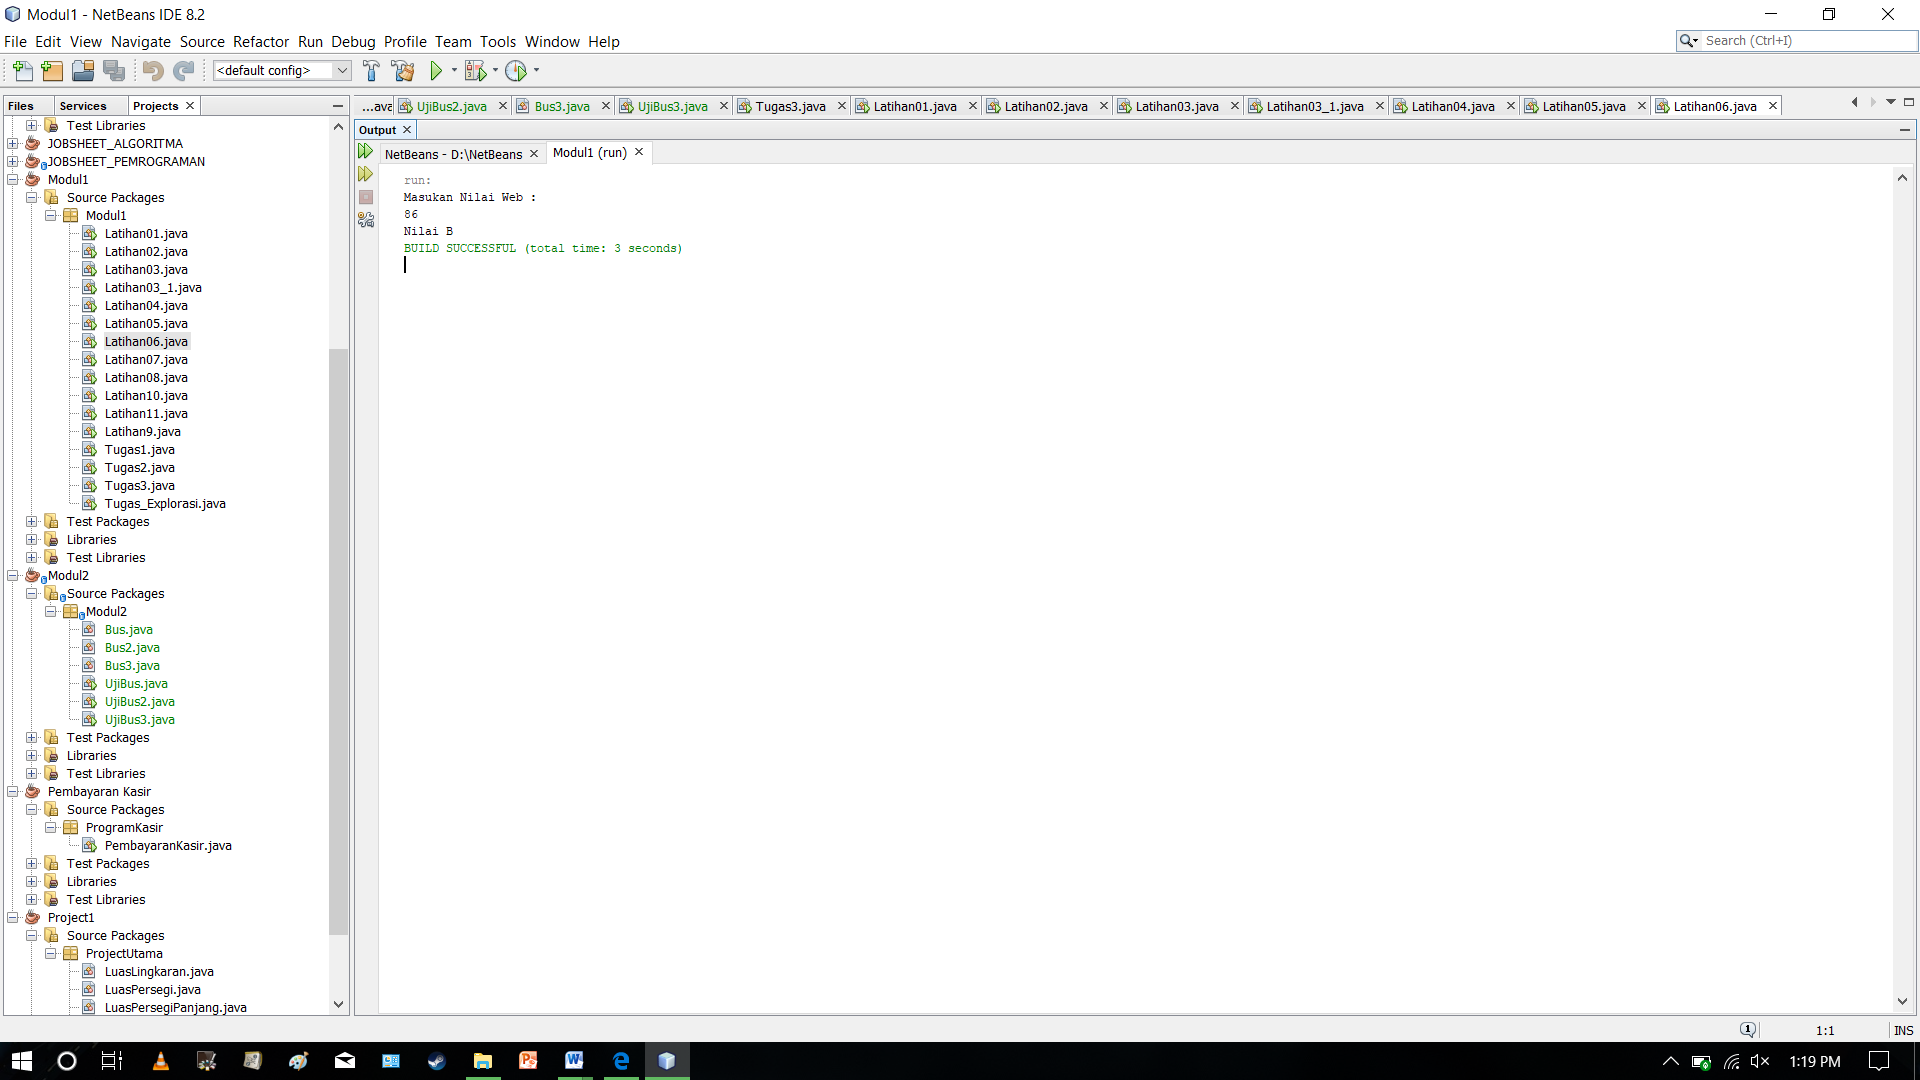 Modul1 - NetBeans IDE 8.2
File Edit View Navigate Source Refactor Run Debug Profile Team Tools Window Help
Search (Ctrl+I)
<default config>
Files Services Projects
...ava UjiBus2.java Bus3.java UjiBus3.java Tugas3.java Latihan01.java Latihan02.java Latihan03.java Latihan03_1.java Latihan04.java Latihan05.java Latihan06.java
Test Libraries
JOBSHEET_ALGORITMA
JOBSHEET_PEMROGRAMAN
Modul1
Source Packages
Modul1
Latihan01.java
Latihan02.java
Latihan03.java
Latihan03_1.java
Latihan04.java
Latihan05.java
Latihan06.java
Latihan07.java
Latihan08.java
Latihan10.java
Latihan11.java
Latihan9.java
Tugas1.java
Tugas2.java
Tugas3.java
Tugas_Explorasi.java
Test Packages
Libraries
Test Libraries
Modul2
Source Packages
Modul2
Bus.java
Bus2.java
Bus3.java
UjiBus.java
UjiBus2.java
UjiBus3.java
Test Packages
Libraries
Test Libraries
Pembayaran Kasir
Source Packages
ProgramKasir
PembayaranKasir.java
Test Packages
Libraries
Test Libraries
Project1
Source Packages
ProjectUtama
LuasLingkaran.java
LuasPersegi.java
LuasPersegiPanjang.java
Output
NetBeans - D:\NetBeans Modul1 (run)
run:
Masukan Nilai Web :
86
Nilai B
BUILD SUCCESSFUL (total time: 3 seconds)
1:1 INS
1:19 PM